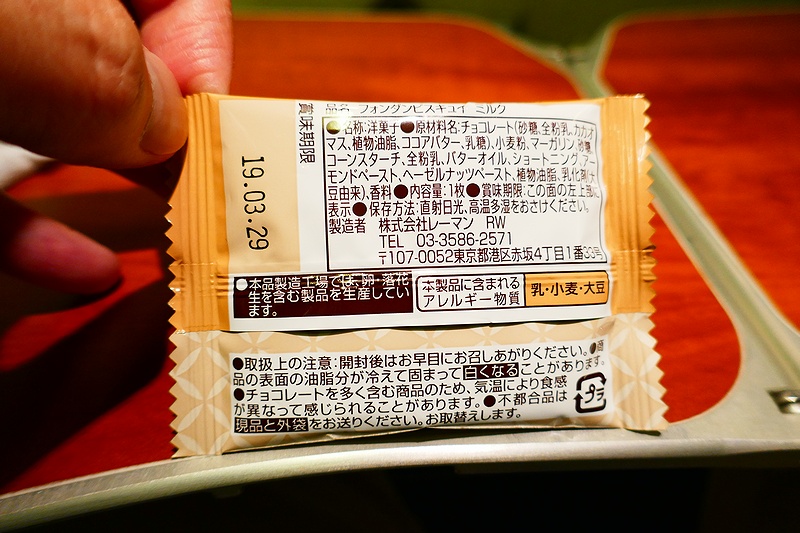 フォンダンビスキュイ ミルク
賞味期限
19.03.29
●名称:洋菓子●原材料名:チョコレート(砂糖、全粉乳、カカオ
マス、植物油脂、ココアバター、乳糖)、小麦粉、マーガリン、砂糖、
コーンスターチ、全粉乳、バターオイル、ショートニング、アー
モンドペースト、ヘーゼルナッツペースト、植物油脂、乳化剤(大
豆由来)、香料●内容量:1枚●賞味期限:この面の左上部に
表示●保存方法:直射日光、高温多湿をおさけください。
製造者 株式会社レーマン RW
TEL 03-3586-2571
〒107-0052東京都港区赤坂4丁目1番33号
●本品製造工場では、卵・落花
生を含む製品を生産してい
ます。
本製品に含まれる
アレルギー物質
乳・小麦・大豆
●取扱上の注意:開封後はお早目にお召しあがりください。●商
品の表面の油脂分が冷えて固まって白くなることがあります。
●チョコレートを多く含む商品のため、気温により食感
が異なって感じられることがあります。●不都合品は
現品と外袋をお送りください。お取替えします。
プラ